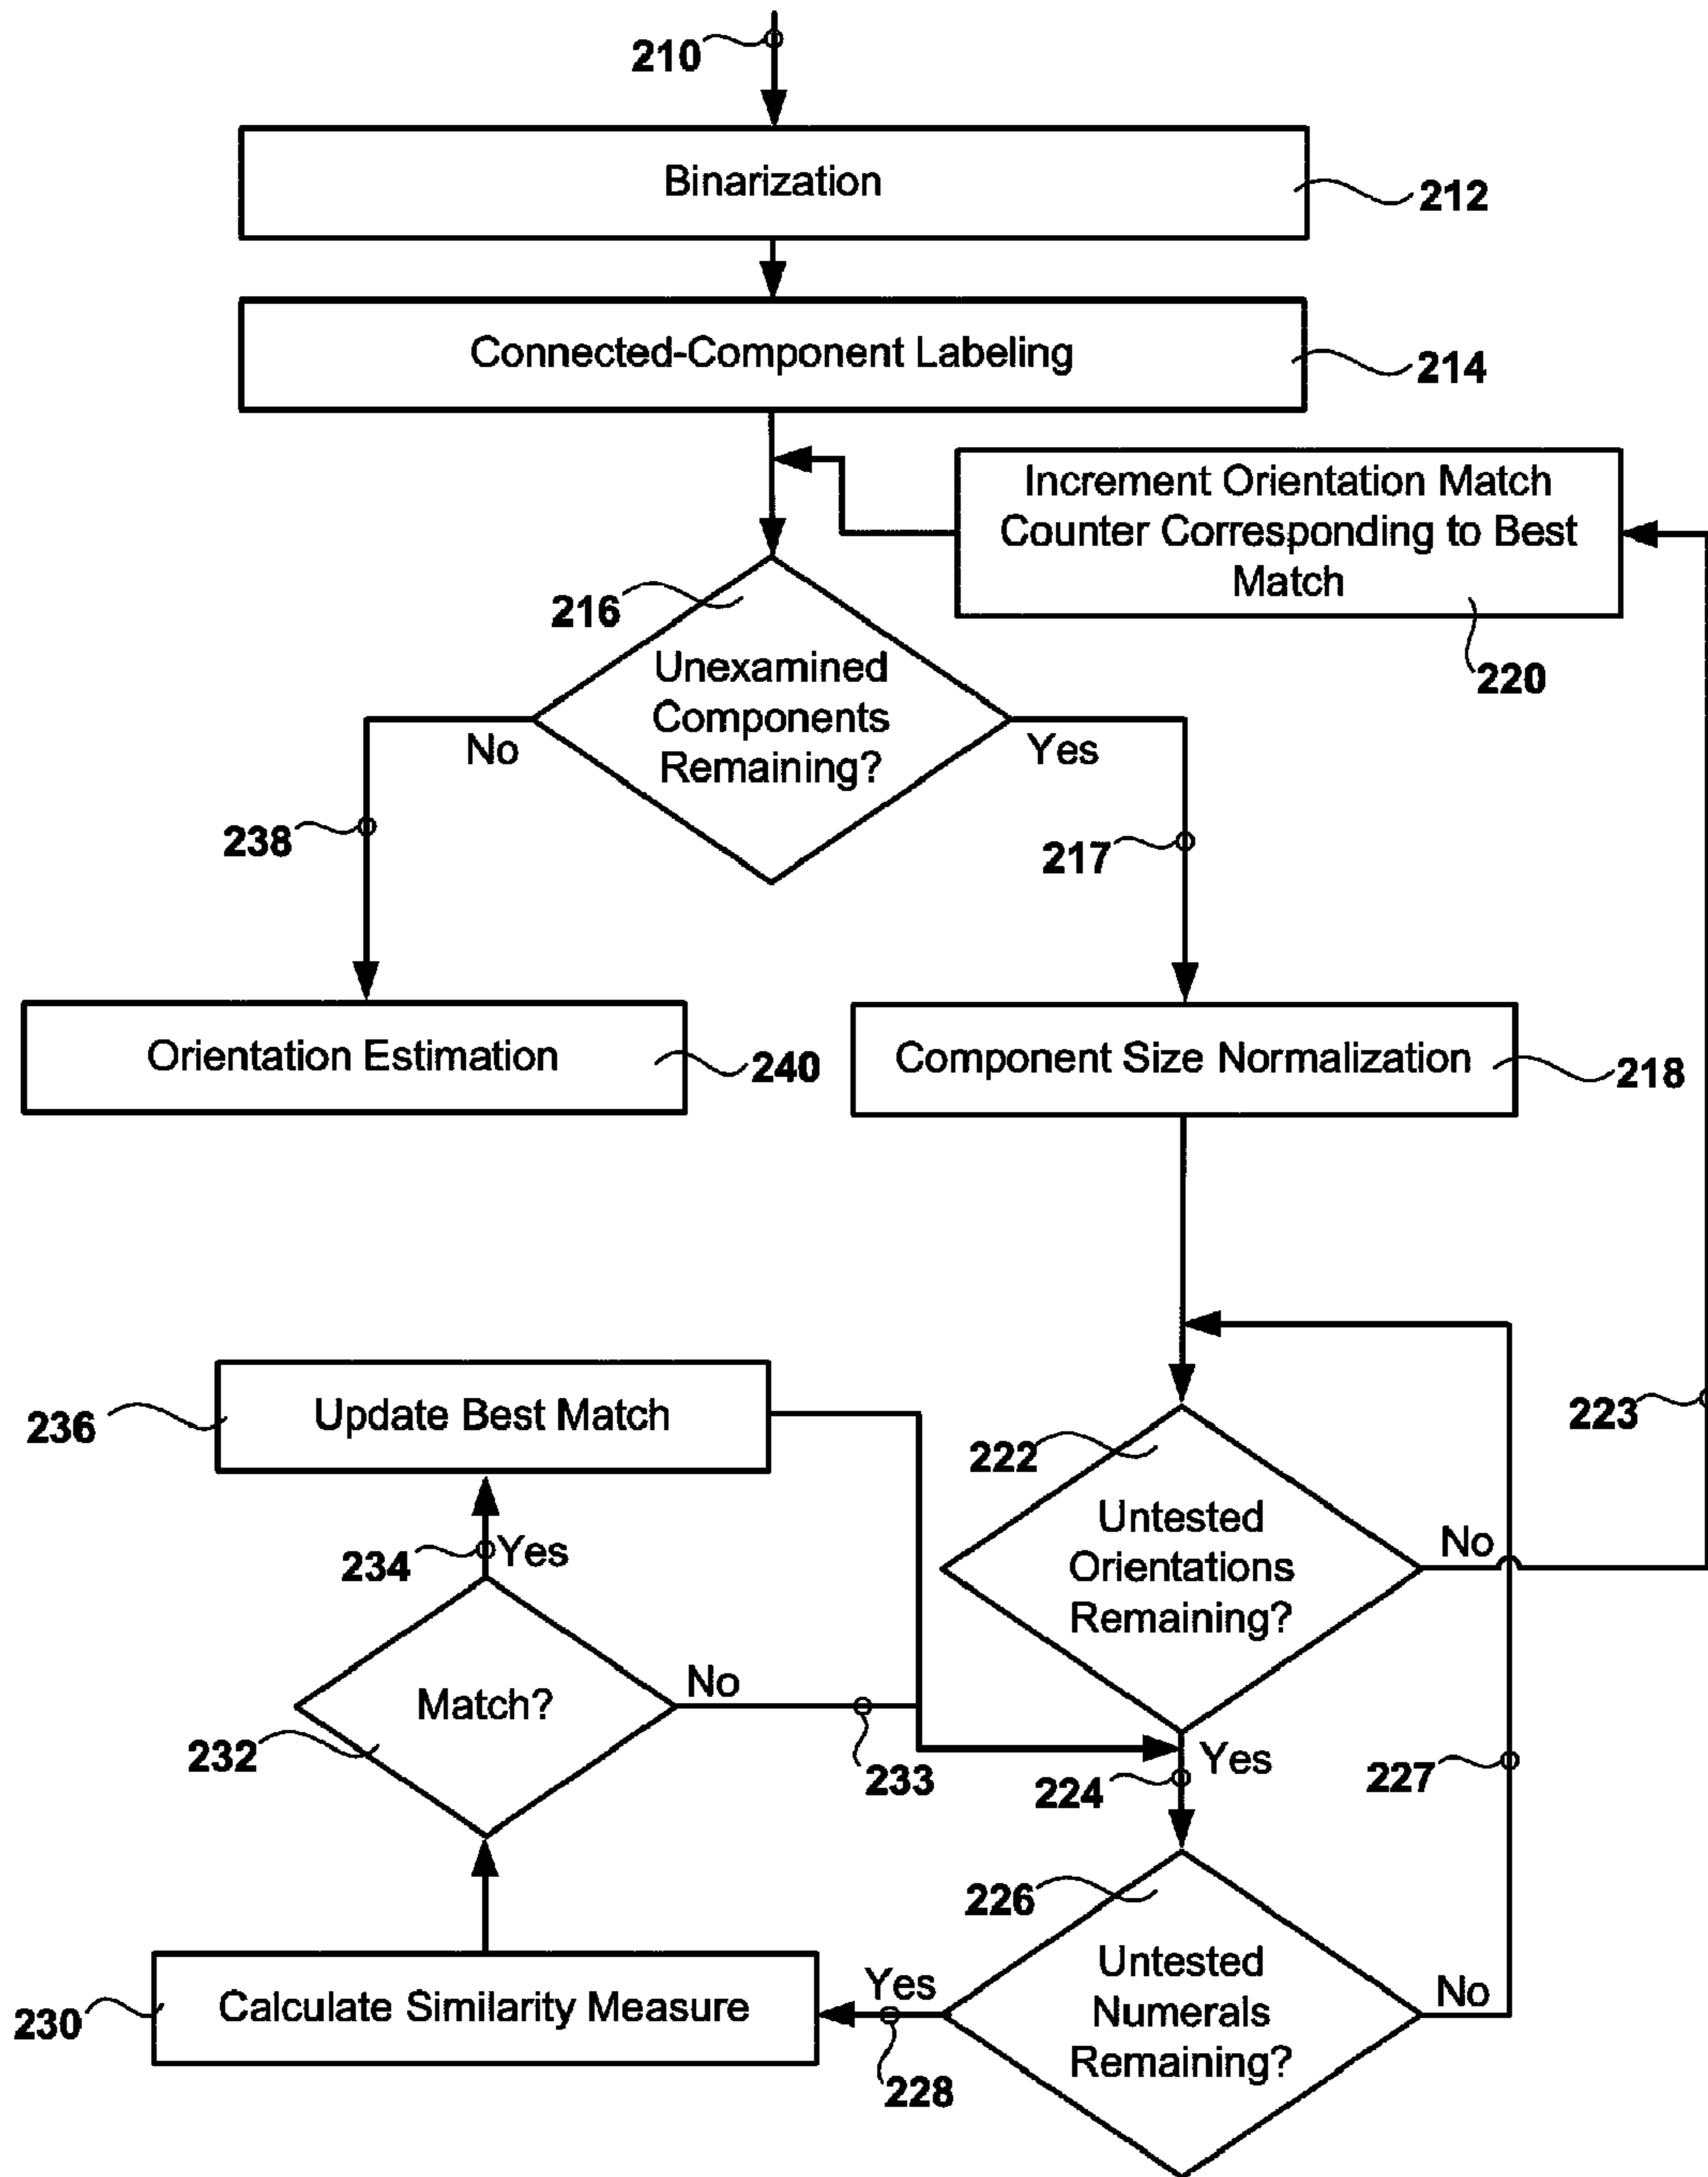 210
Binarization
212
Connected-Component Labeling
214
Increment Orientation Match
Counter Corresponding to Best
Match
220
216
Unexamined
Components
Remaining?
No
Yes
238
217
Orientation Estimation
240
Component Size Normalization
218
Update Best Match
236
223
222
Untested
Orientations
Remaining?
No
234
Yes
Match?
No
232
233
Yes
224
227
226
Untested
Numerals
Remaining?
No
Yes
228
Calculate Similarity Measure
230